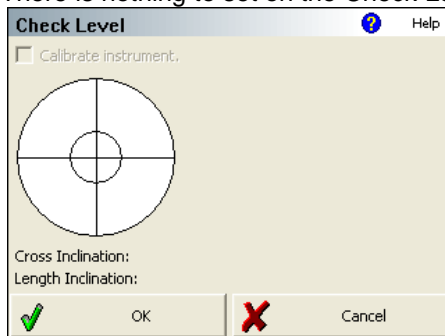 There is nothing to set on the Check L
Check Level ? Help
Calibrate instrument.
Cross Inclination:
Length Inclination:
OK Cancel